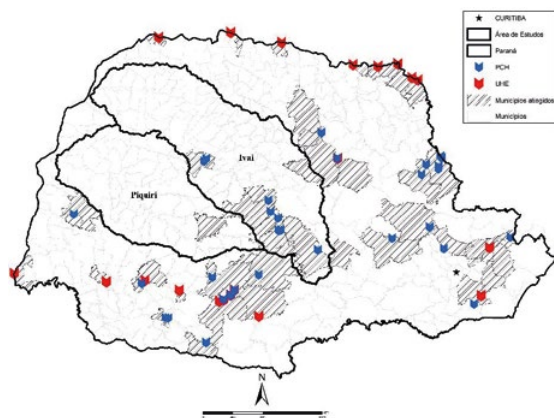 CURITIBA
Área de Estudos
Paraná
PCH
UHE
Municípios atingidos
Municípios
Ivaí
Piquiri
N